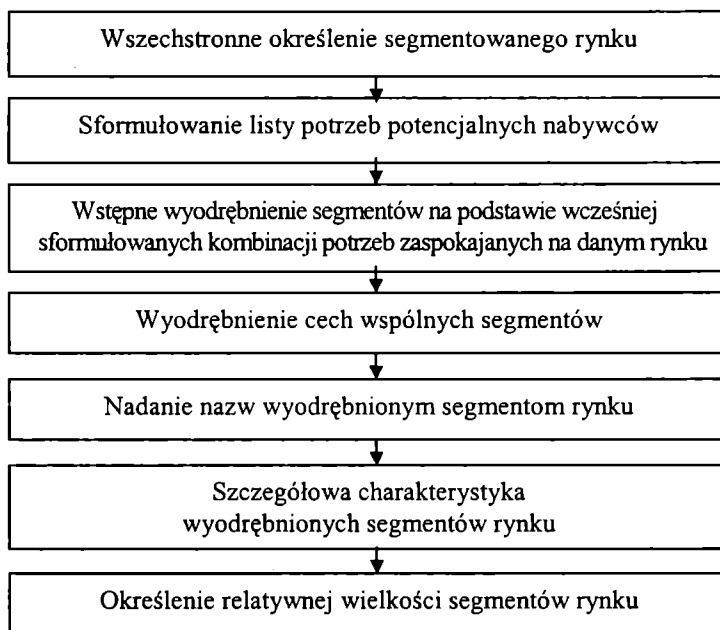 Wszechstronne określenie segmentowanego rynku
Sformułowanie listy potrzeb potencjalnych nabywców
Wstępne wyodrębnienie segmentów na podstawie wcześniej
sformułowanych kombinacji potrzeb zaspokajanych na danym rynku
Wyodrębnienie cech wspólnych segmentów
Nadanie nazw wyodrębnionym segmentom rynku
Szczegółowa charakterystyka
wyodrębnionych segmentów rynku
Określenie relatywnej wielkości segmentów rynku